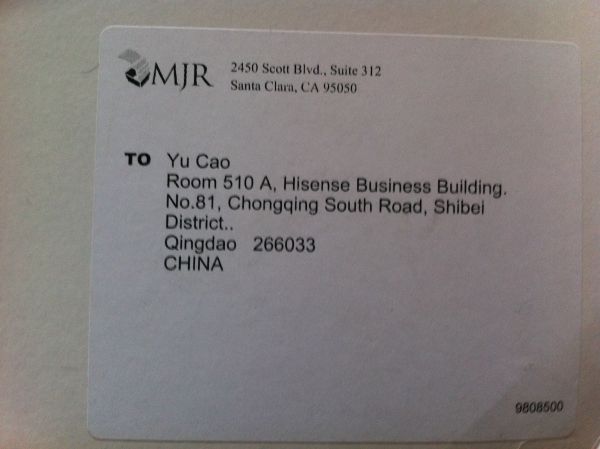 MJR
2450 Scott Blvd., Suite 312
Santa Clara, CA 95050
TO Yu Cao
Room 510 A, Hisense Business Building.
No.81, Chongqing South Road, Shibei
District..
Qingdao 266033
CHINA
9808500